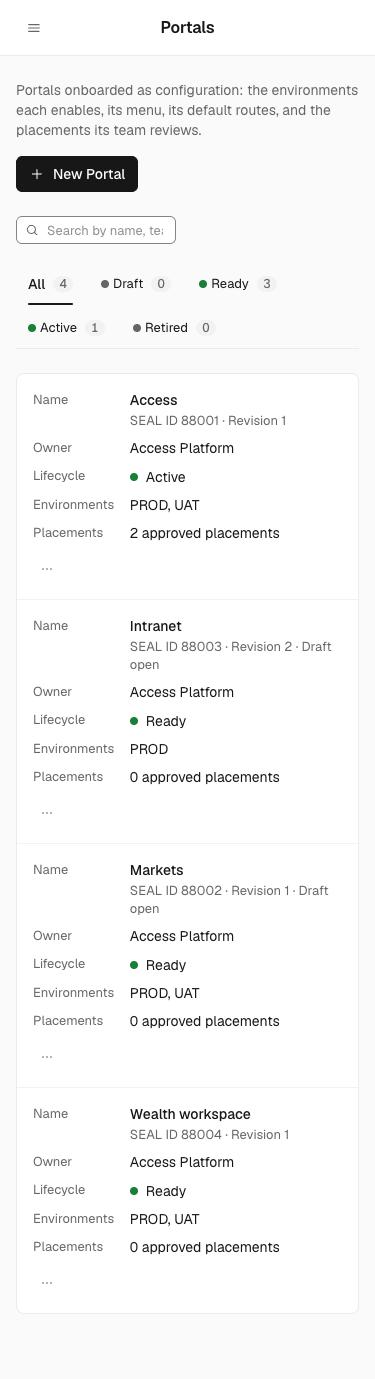 Portals
Portals onboarded as configuration: the environments
each enables, its menu, its default routes, and the
placements its team reviews.
New Portal
Search by name, tea
All 4 Draft 0 Ready 3
Active 1 Retired 0
Name Access
SEAL ID 88001 · Revision 1
Owner Access Platform
Lifecycle Active
Environments PROD, UAT
Placements 2 approved placements
...
Name Intranet
SEAL ID 88003 · Revision 2 · Draft
open
Owner Access Platform
Lifecycle Ready
Environments PROD
Placements 0 approved placements
...
Name Markets
SEAL ID 88002 · Revision 1 · Draft
open
Owner Access Platform
Lifecycle Ready
Environments PROD, UAT
Placements 0 approved placements
...
Name Wealth workspace
SEAL ID 88004 · Revision 1
Owner Access Platform
Lifecycle Ready
Environments PROD, UAT
Placements 0 approved placements
...